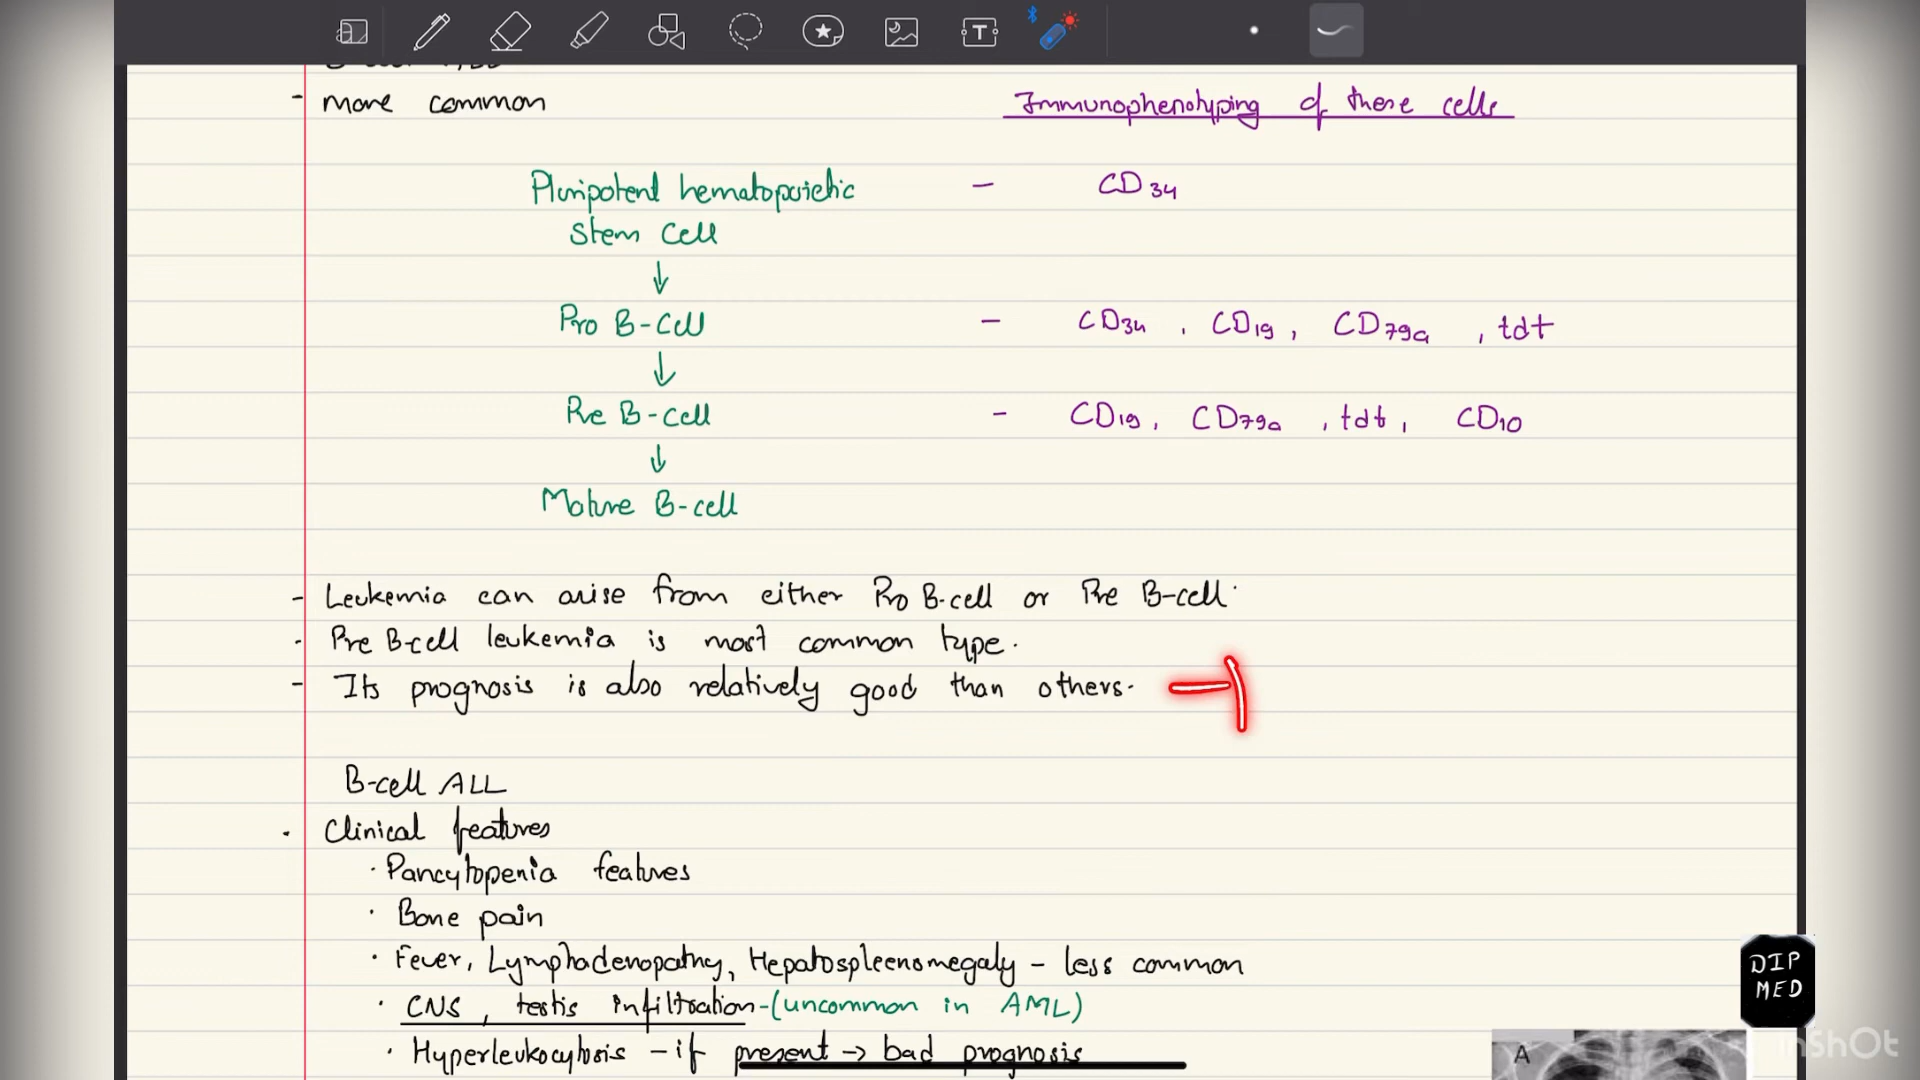 - more common
Immunophenotyping of these cells
Pluripotent hematopoietic - CD34
Stem Cell
↓
Pro B-Cell - CD34, CD19, CD79a, tdt
↓
Pre B-cell - CD19, CD79a, tdt, CD10
↓
Mature B-cell
- Leukemia can arise from either Pro B-cell or Pre B-cell.
- Pre B-cell leukemia is most common type.
- Its prognosis is also relatively good than others.
B-cell ALL
· Clinical features
· Pancytopenia features
· Bone pain
· Fever, Lymphadenopathy, Hepatospleenomegaly - less common
· CNS, testis infiltration - (uncommon in AML)
· Hyperleukocytosis - if present → bad prognosis
DIP
MED
A
InShOt